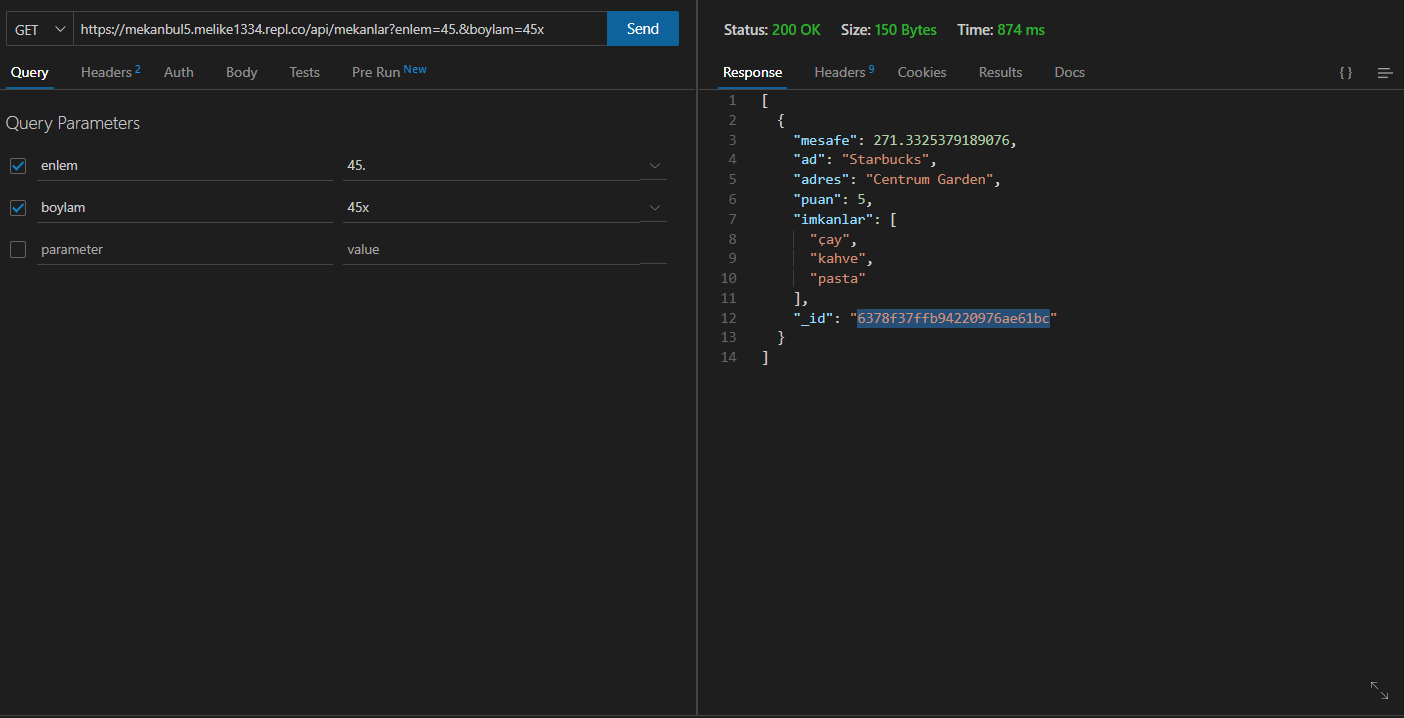 GET https://mekanbul5.melike1334.repl.co/api/mekanlar?enlem=45.&boylam=45x Send
Query Headers 2 Auth Body Tests Pre Run New
Query Parameters
enlem 45.
boylam 45x
parameter value
Status: 200 OK Size: 150 Bytes Time: 874 ms
Response Headers 9 Cookies Results Docs { }
1 [
2 {
3 "mesafe": 271.3325379189076,
4 "ad": "Starbucks",
5 "adres": "Centrum Garden",
6 "puan": 5,
7 "imkanlar": [
8 "çay",
9 "kahve",
10 "pasta"
11 ],
12 "_id": "6378f37ffb94220976ae61bc"
13 }
14 ]